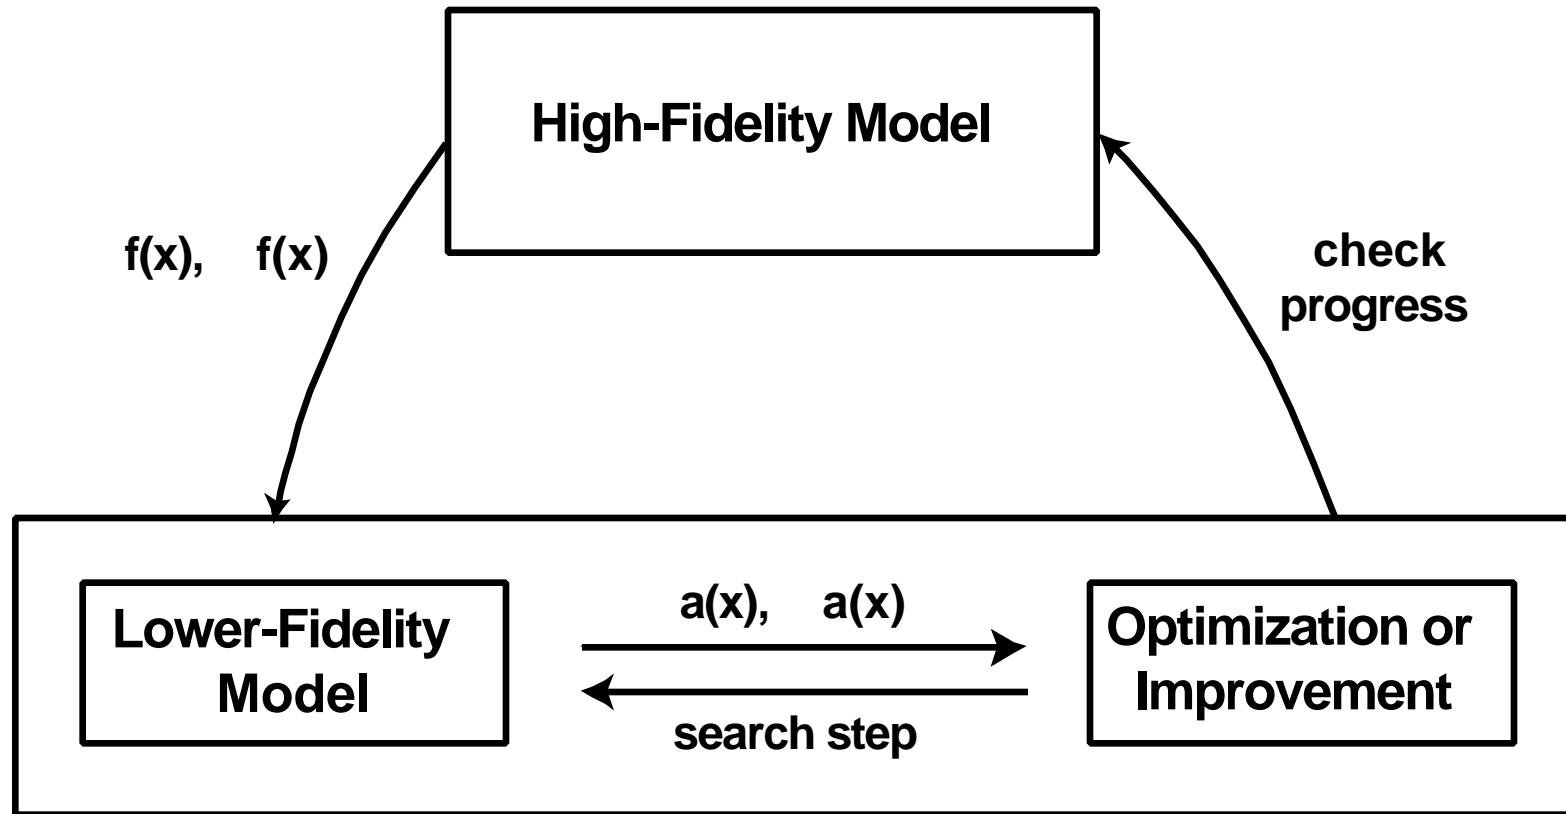 High-Fidelity Model
f(x), f(x)
check
progress
Lower-Fidelity
Model
a(x), a(x)
search step
Optimization or
Improvement